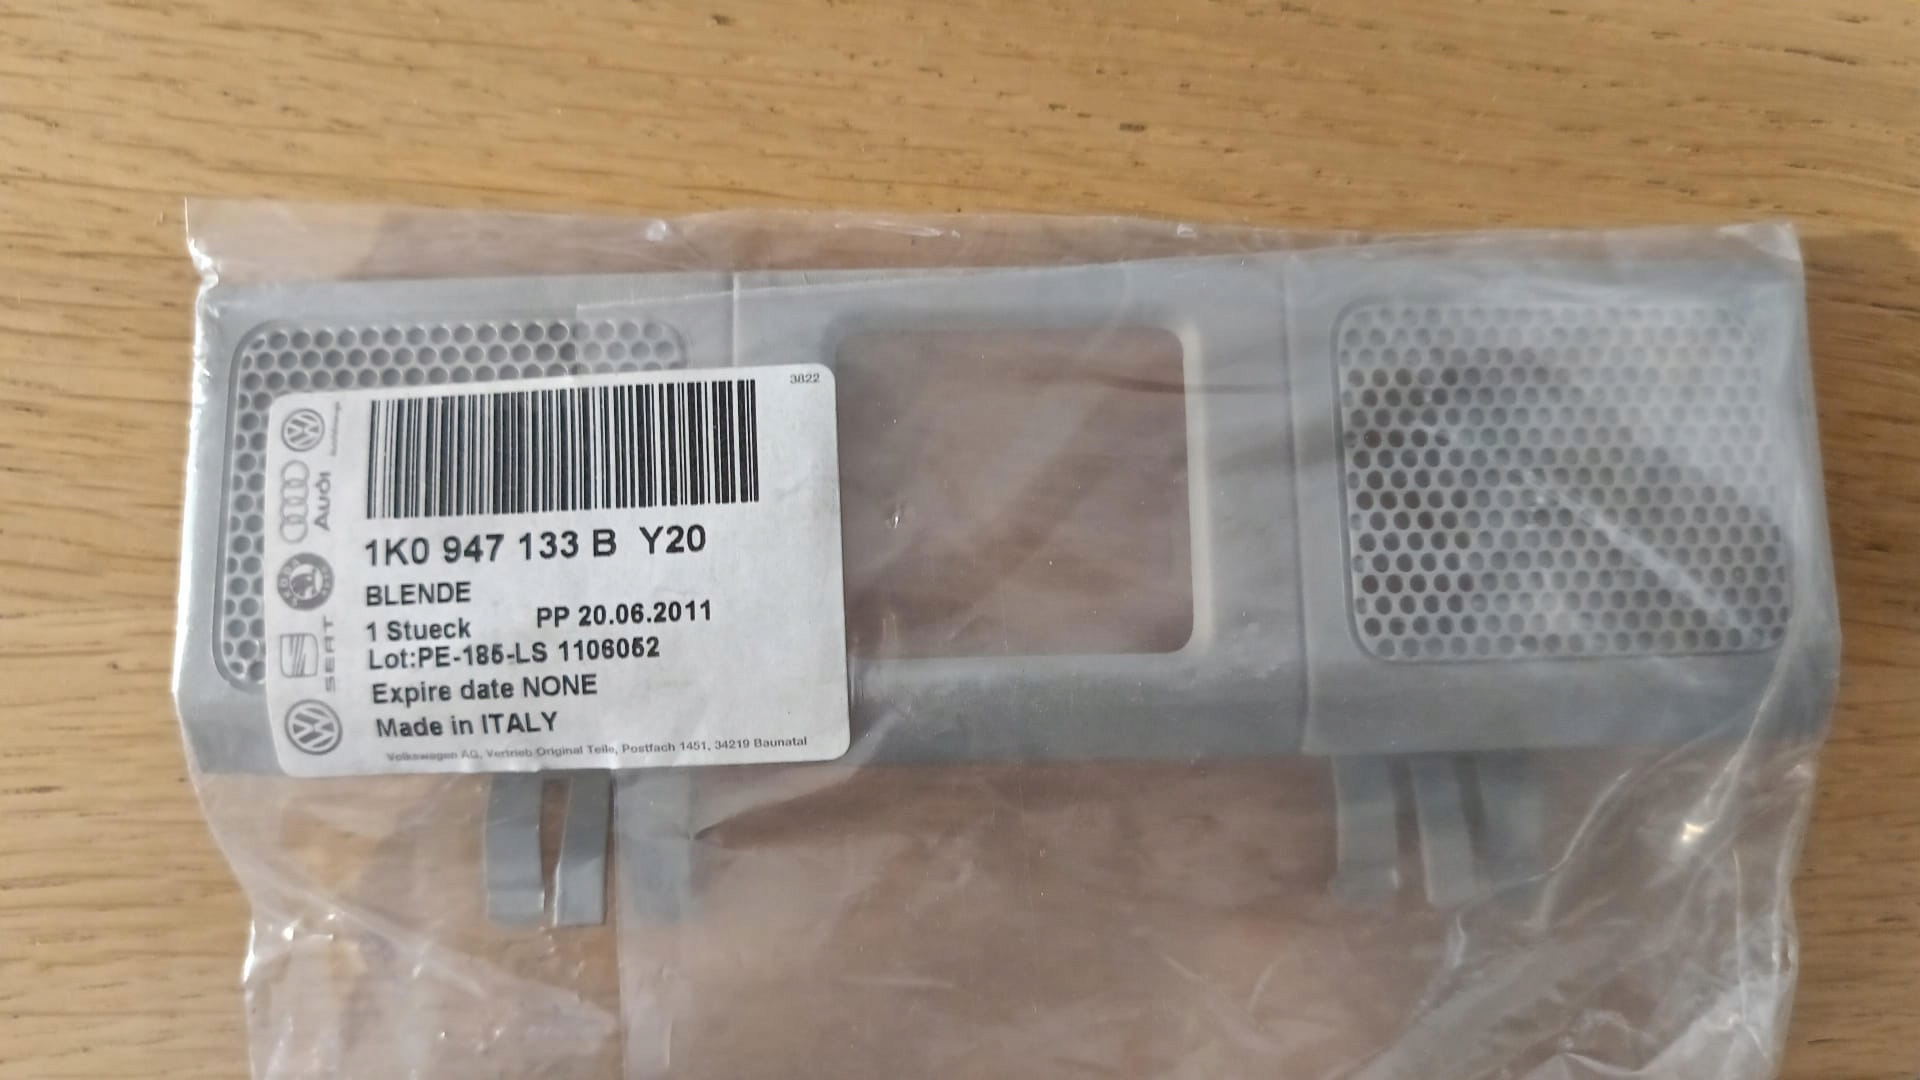 3822
1K0 947 133 B Y20
BLENDE
1 Stueck PP 20.06.2011
Lot:PE-185-LS 1106052
Expire date NONE
Made in ITALY
Volkswagen AG, Vertrieb Original Teile, Postfach 1451, 34219 Baunatal
Audi
SKODA
SEAT